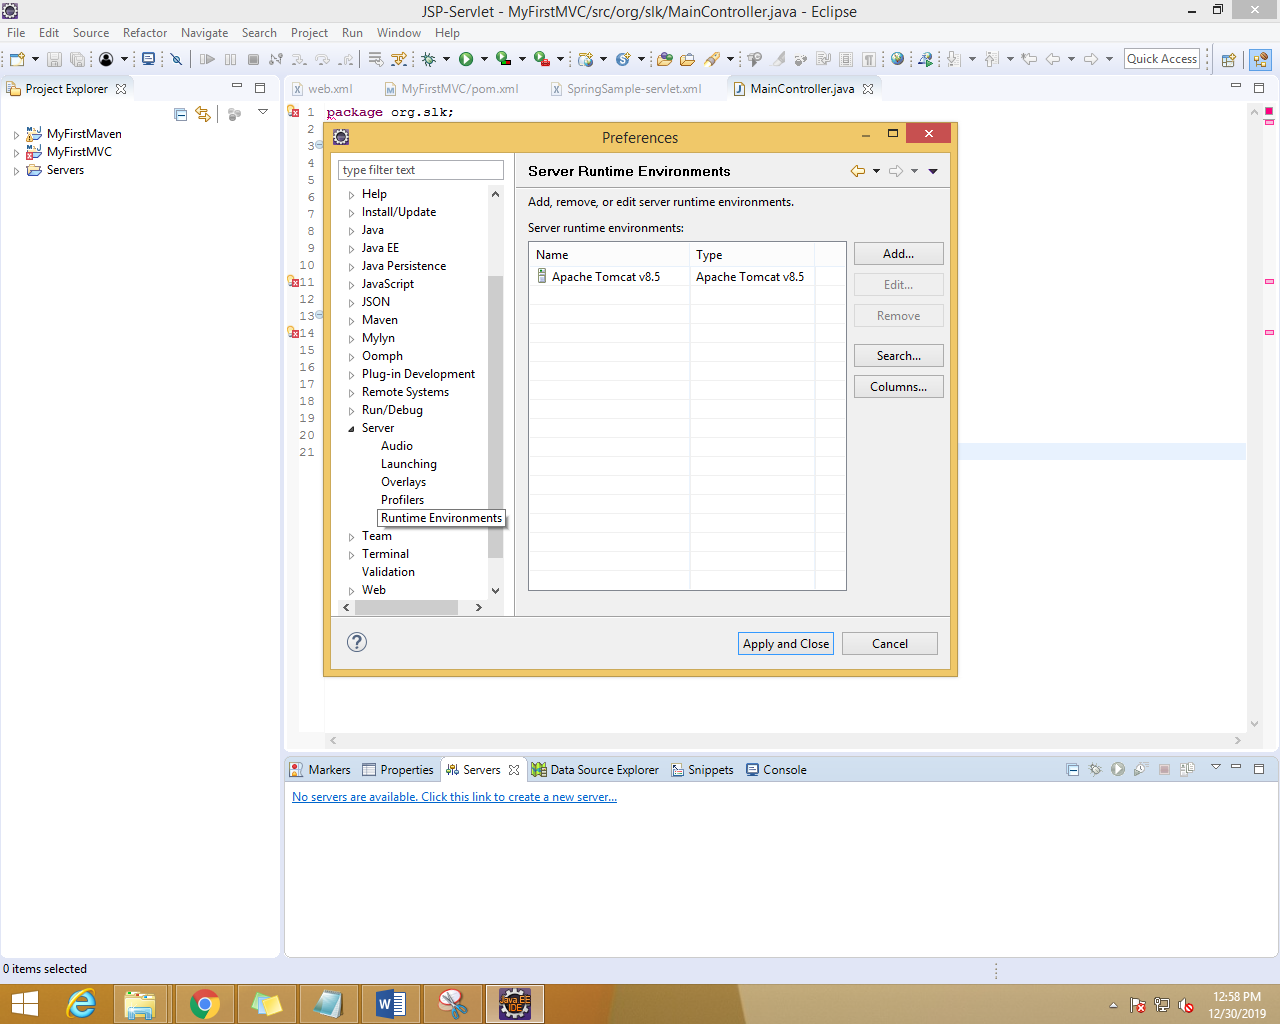 JSP-Servlet - MyFirstMVC/src/org/slk/MainController.java - Eclipse
File Edit Source Refactor Navigate Search Project Run Window Help
Quick Access
Project Explorer
web.xml MyFirstMVC/pom.xml SpringSample-servlet.xml MainController.java
MyFirstMaven
MyFirstMVC
Servers
1 package org.slk;
2
3
4
5
6
7
8
9
10
11
12
13
14
15
16
17
18
19
20
21
Preferences
type filter text
Help
Install/Update
Java
Java EE
Java Persistence
JavaScript
JSON
Maven
Mylyn
Oomph
Plug-in Development
Remote Systems
Run/Debug
Server
Audio
Launching
Overlays
Profilers
Runtime Environments
Team
Terminal
Validation
Web
Server Runtime Environments
Add, remove, or edit server runtime environments.
Server runtime environments:
Name Type
Apache Tomcat v8.5 Apache Tomcat v8.5
Add...
Edit...
Remove
Search...
Columns...
Apply and Close Cancel
Markers Properties Servers Data Source Explorer Snippets Console
No servers are available. Click this link to create a new server...
0 items selected
Java EE
IDE
12:58 PM
12/30/2019